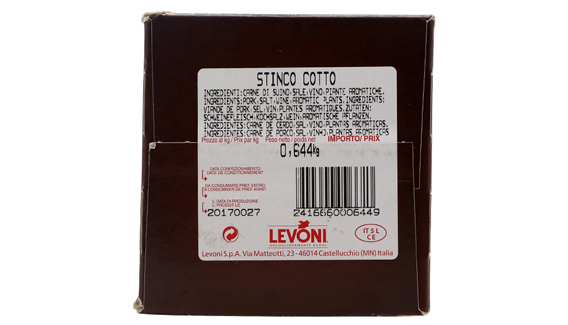 STINCO COTTO
INGREDIENTI:CARNE DI SUINO-SALE-VINO-PIANTE AROMATICHE.
INGREDIENTS:PORK-SALT-WINE-AROMATIC PLANTS.INGREDIENTS:
VIANDE DE PORK-SEL-VIN-PLANTES AROMATIQUES.ZUTATEN:
SCHWEINEFLEISCH-KOCHSALZ-WEIN-AROMATISCHE PFLANZEN.
INGREDIENTES:CARNE DE CERDO-SAL-VINO-PLANTAS AROMATICAS.
INGREDIENTES:CARNE DE PORCO-SAL-VINHO-PLANTAS AROMATICAS
Prezzo al kg / Prix par kg Peso netto / poids net IMPORTO/ PRIX
0,644Kg
DATA CONFEZIONAMENTO
DATE DE CONDITIONNEMENT
DA CONSUMARSI PREF. ENTRO
A CONSOMMER DE PREF. AVANT
L. DATA DI PRODUZIONE
L. PRODUIT LE
20170027 2416660006449
LEVONI
IT 5 L
CE
Levoni S.p.A. Via Matteotti, 23 - 46014 Castellucchio (MN) Italia